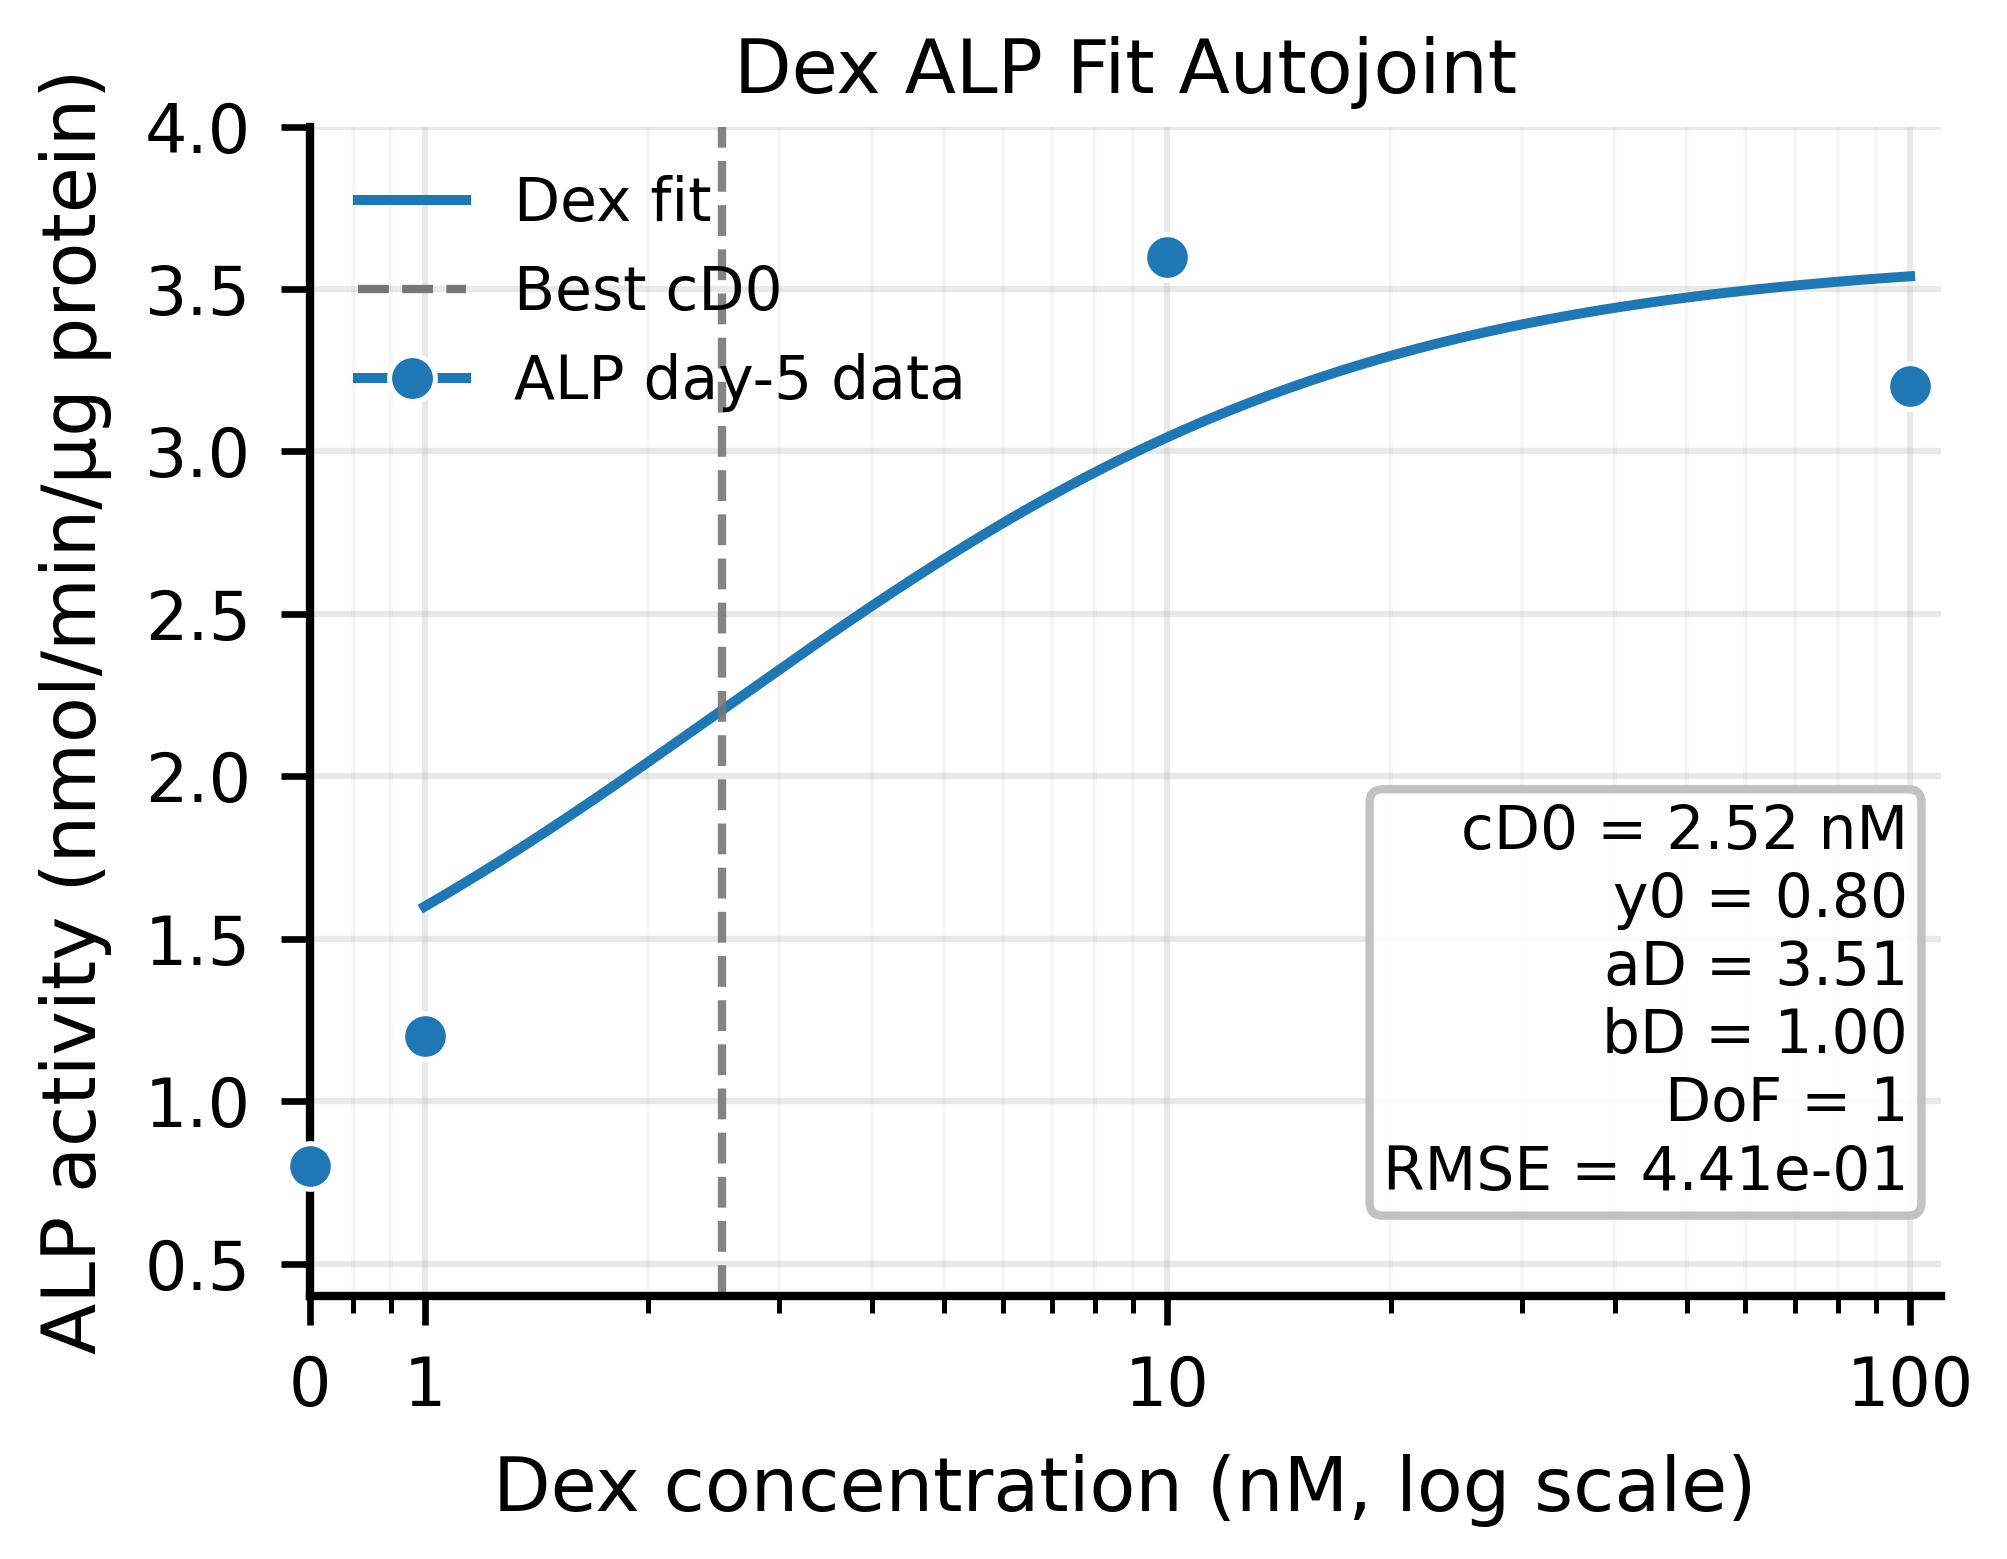 Dex ALP Fit Autojoint
ALP activity (nmol/min/µg protein)
4.0
3.5
3.0
2.5
2.0
1.5
1.0
0.5
Dex fit
Best cD0
ALP day-5 data
cD0 = 2.52 nM
y0 = 0.80
aD = 3.51
bD = 1.00
DoF = 1
RMSE = 4.41e-01
0 1 10 100
Dex concentration (nM, log scale)